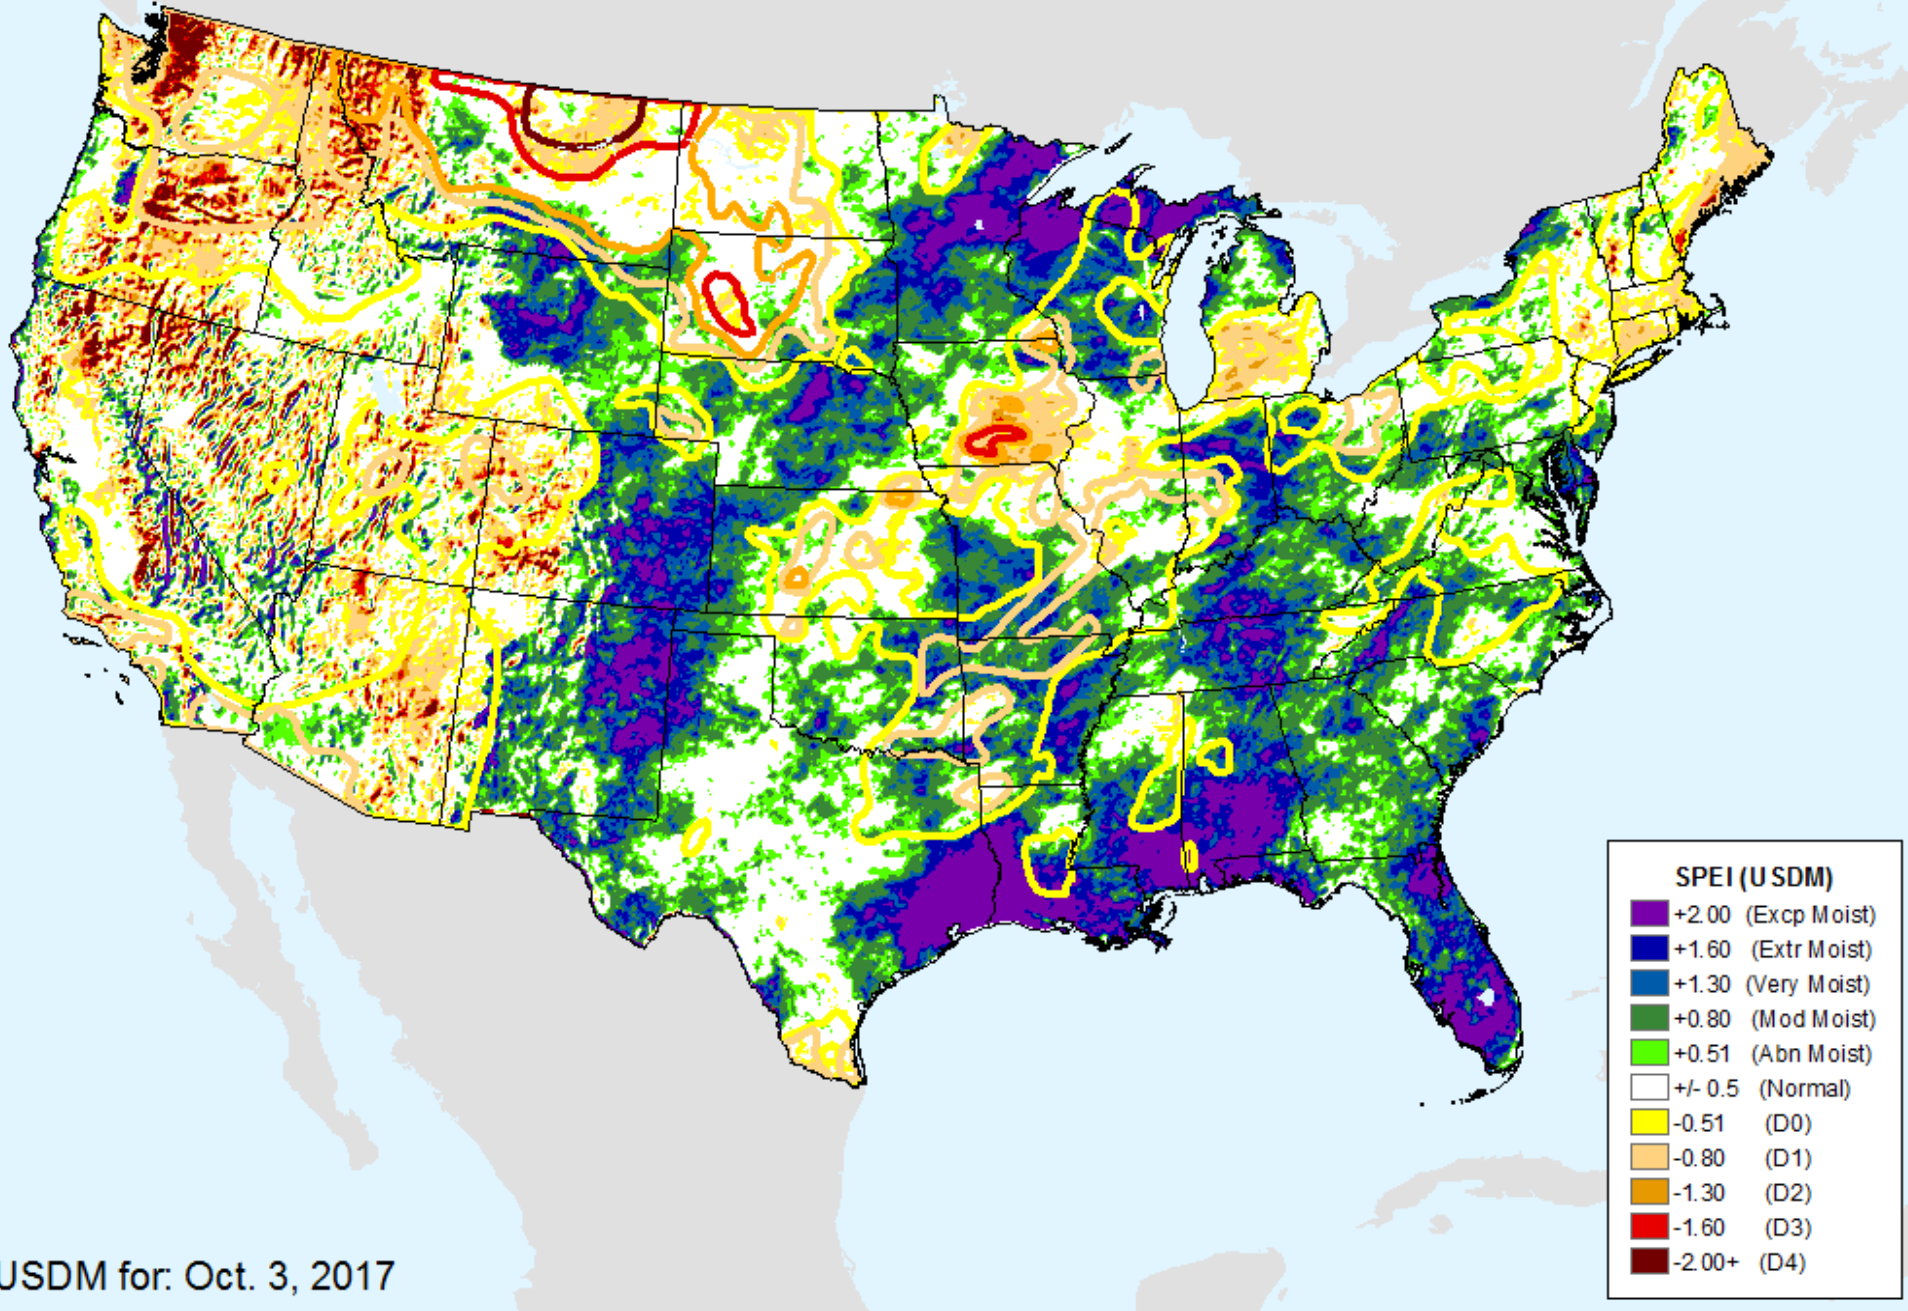 SPEI (USDM)
+2.00 (Excp Moist)
+1.60 (Extr Moist)
+1.30 (Very Moist)
+0.80 (Mod Moist)
+0.51 (Abn Moist)
+/- 0.5 (Normal)
-0.51 (D0)
-0.80 (D1)
-1.30 (D2)
-1.60 (D3)
-2.00+ (D4)
USDM for: Oct. 3, 2017